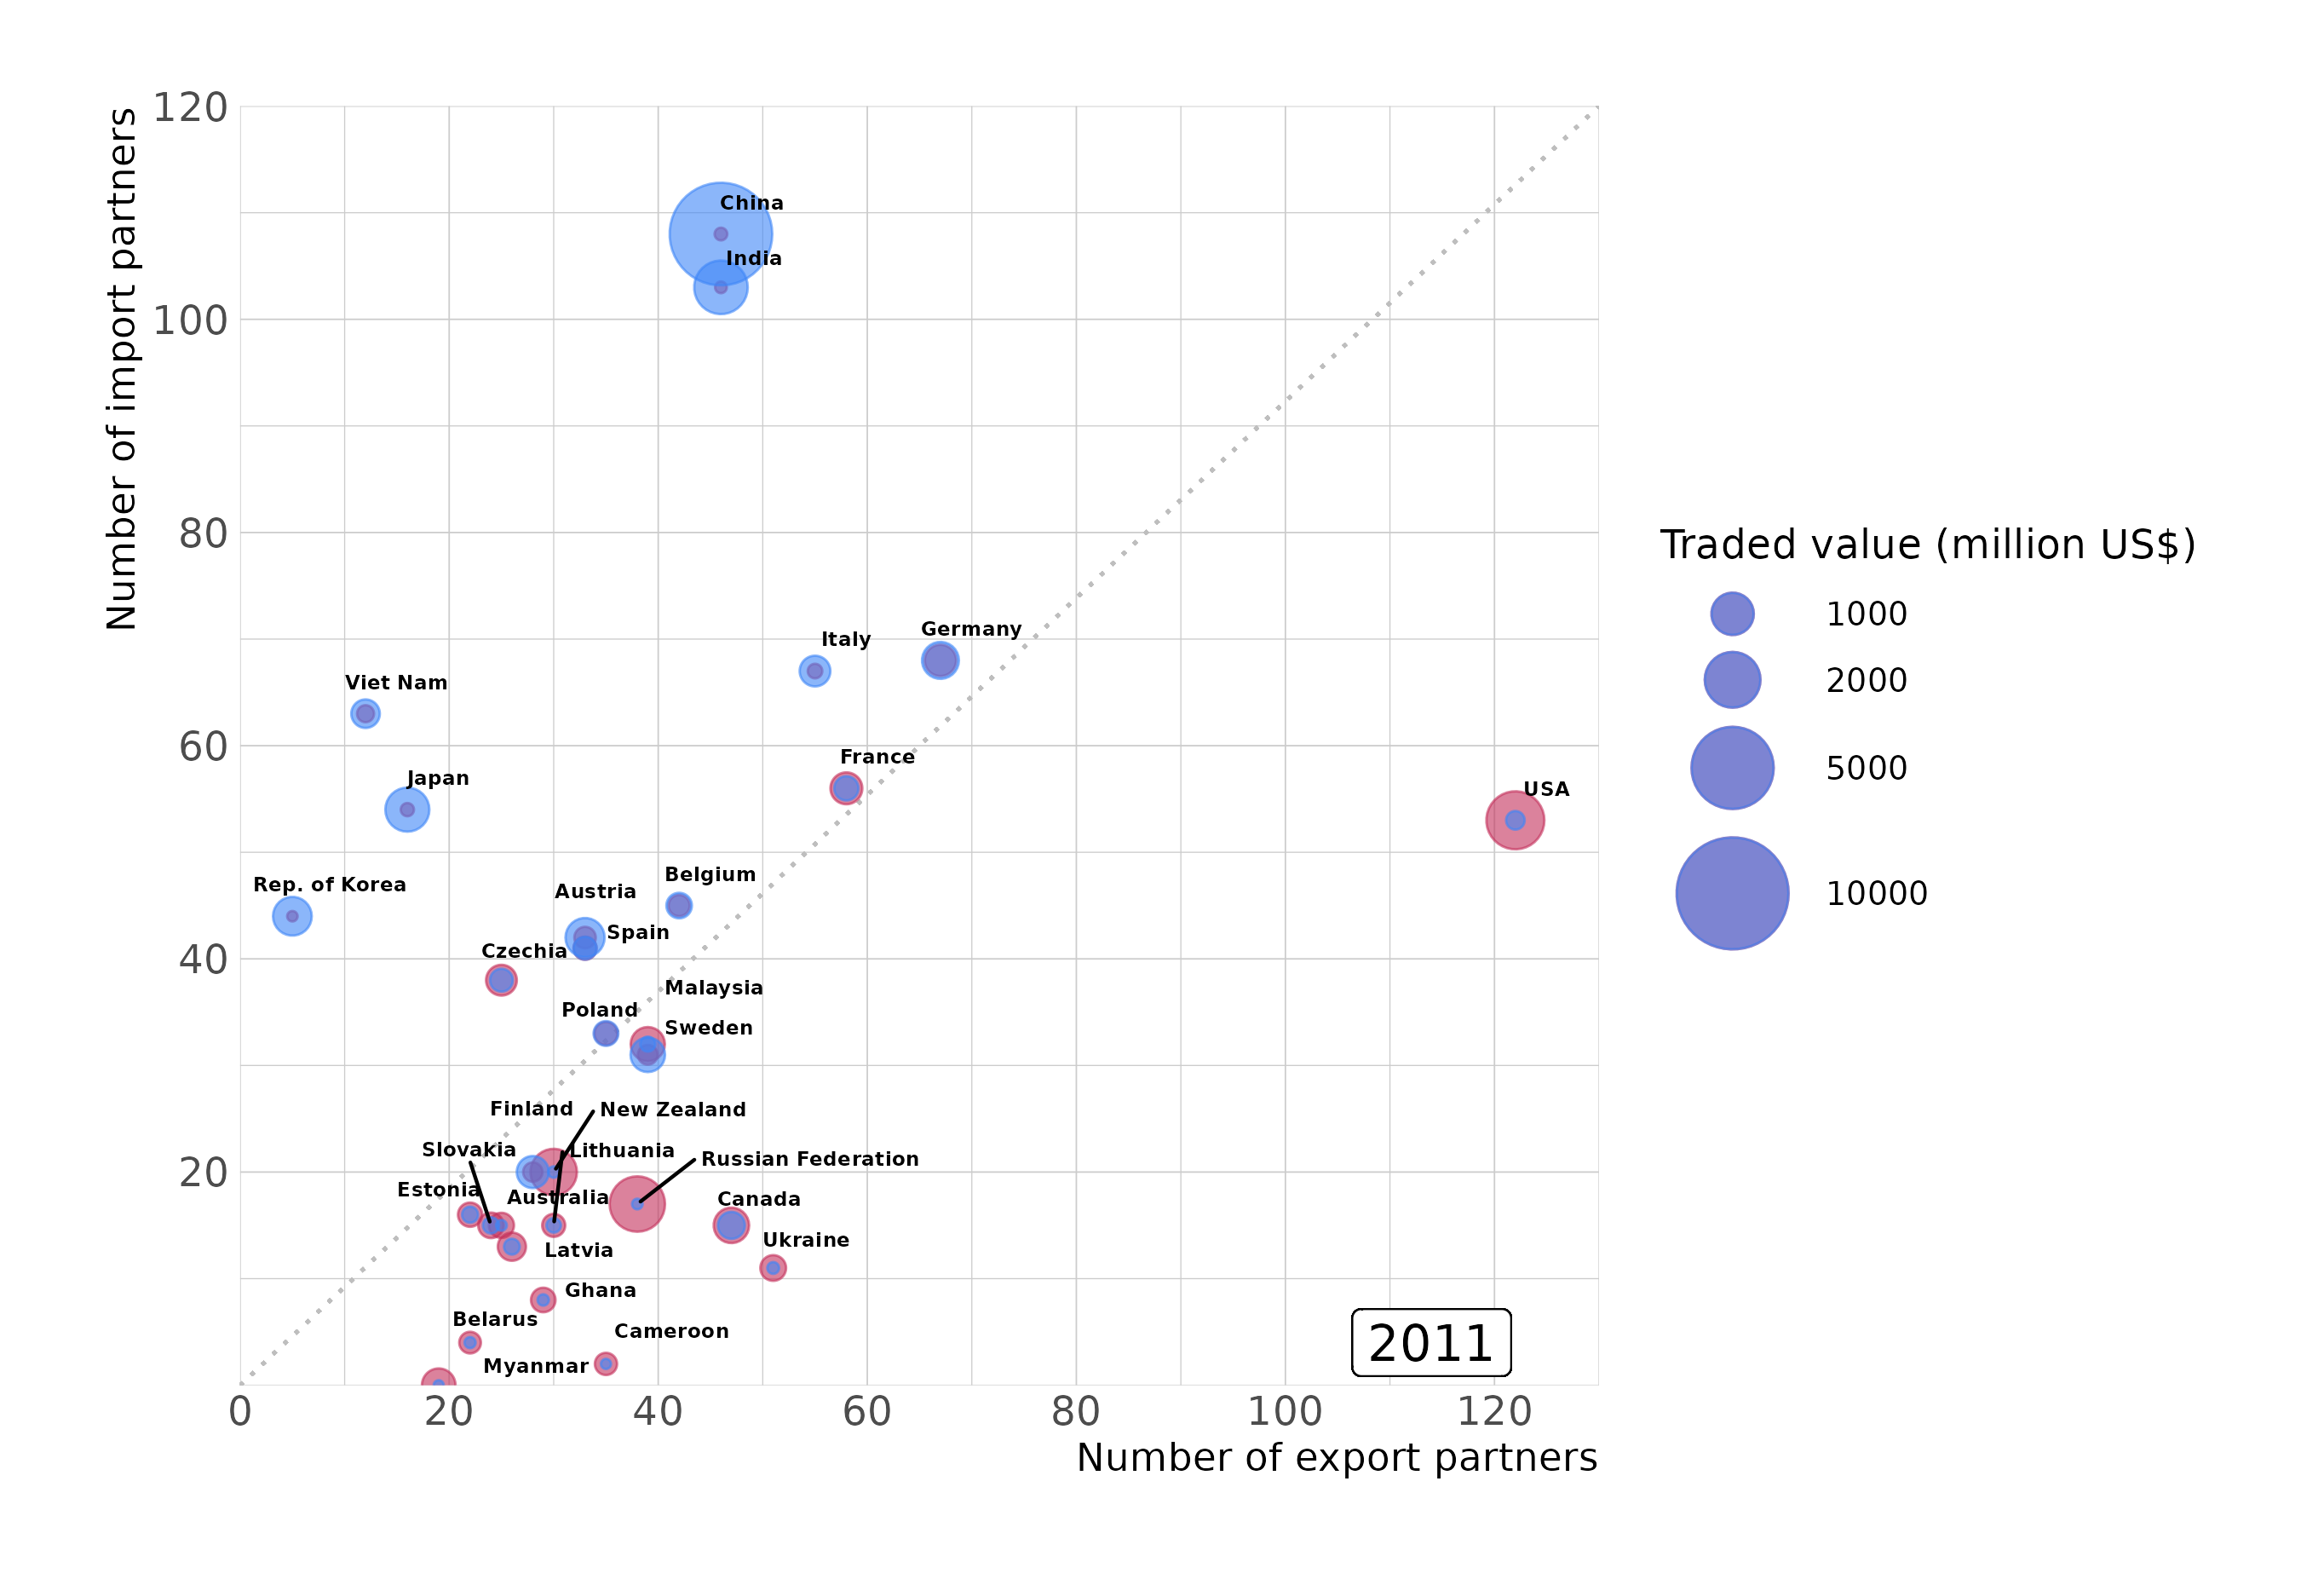 Number of import partners
120
100
80
60
40
20
China
India
Italy
Germany
Viet Nam
Japan
France
USA
Rep. of Korea
Belgium
Austria
Spain
Czechia
Malaysia
Poland
Sweden
Finland
New Zealand
Slovakia
Lithuania
Russian Federation
Estonia
Australia
Canada
Ukraine
Latvia
Ghana
Belarus
Cameroon
Myanmar
2011
0
20
40
60
80
100
120
Number of export partners
Traded value (million US$)
1000
2000
5000
10000